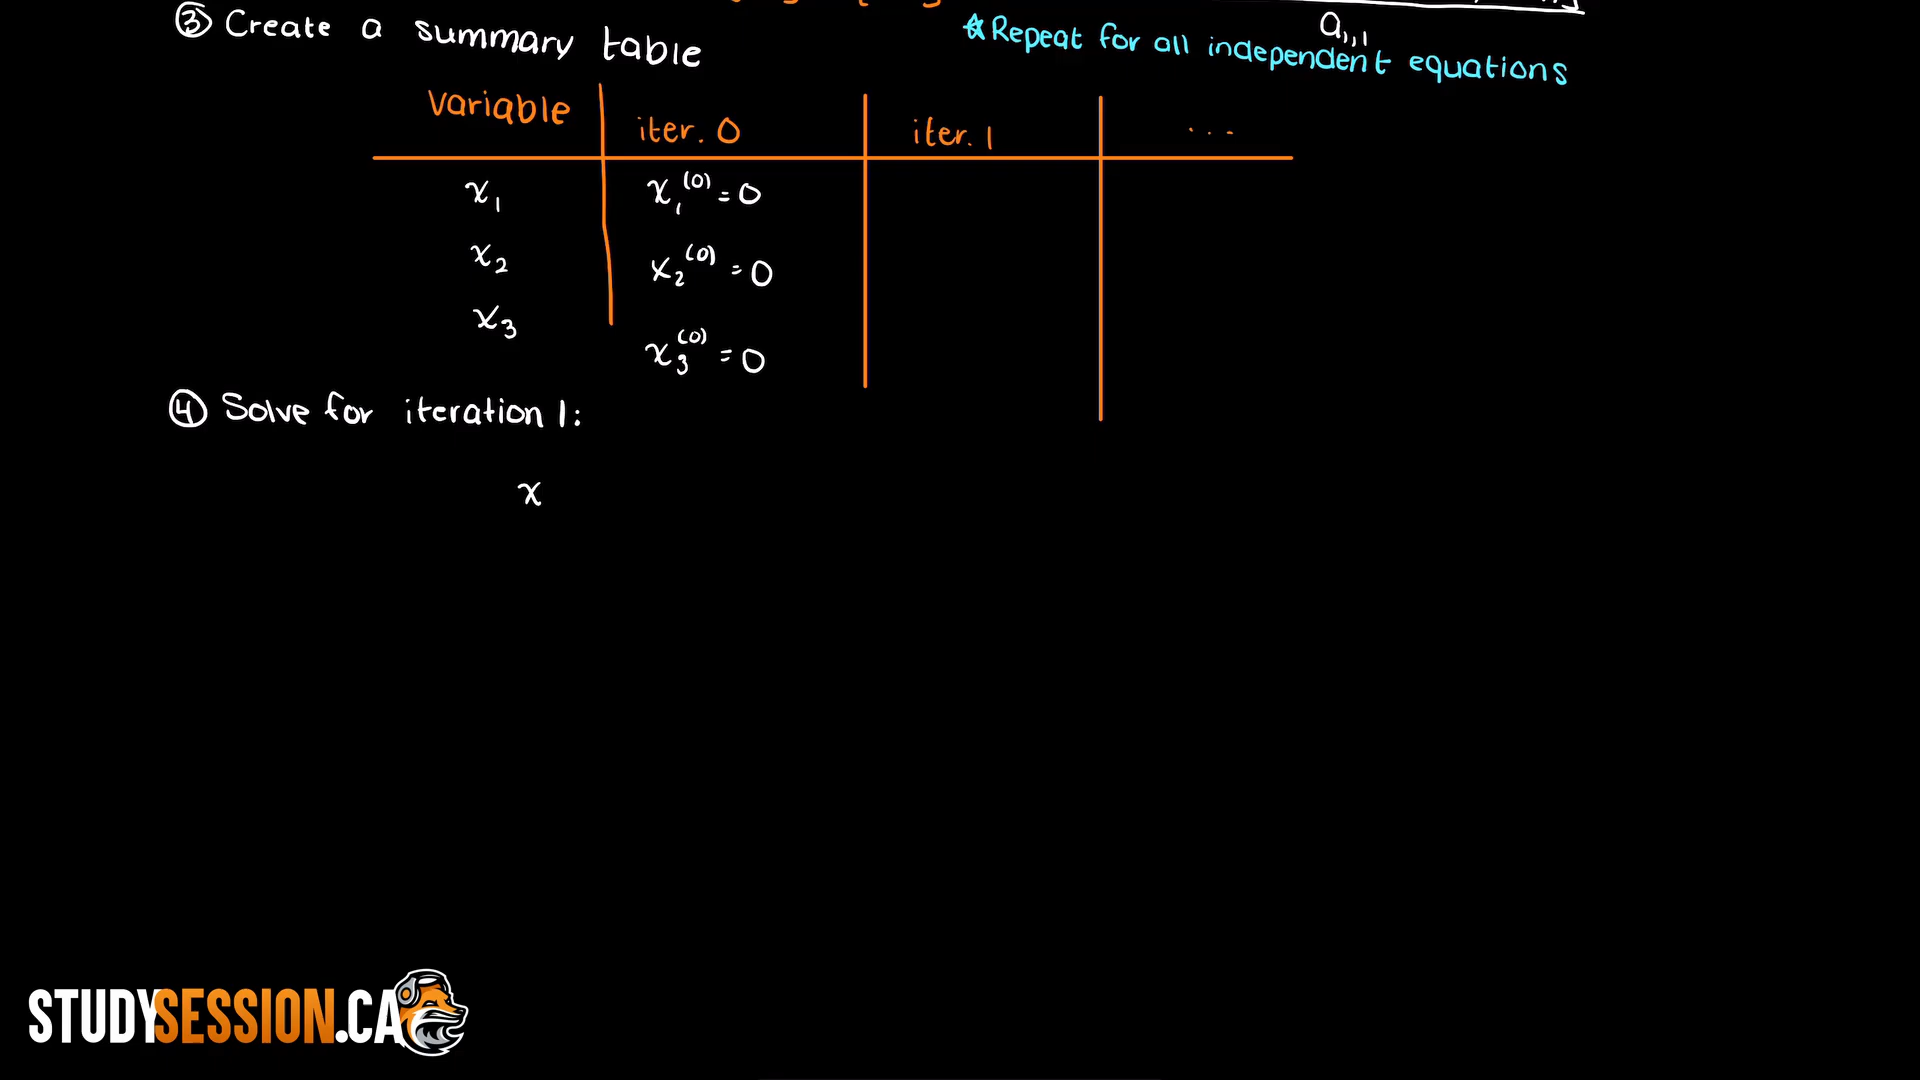 ③ Create a summary table
a₁,₁
☆Repeat for all independent equations
variable iter. 0 iter. 1 ...
x₁ x₁⁽⁰⁾ = 0
x₂ x₂⁽⁰⁾ = 0
x₃ x₃⁽⁰⁾ = 0
④ Solve for iteration 1:
x
STUDYSESSION.CA